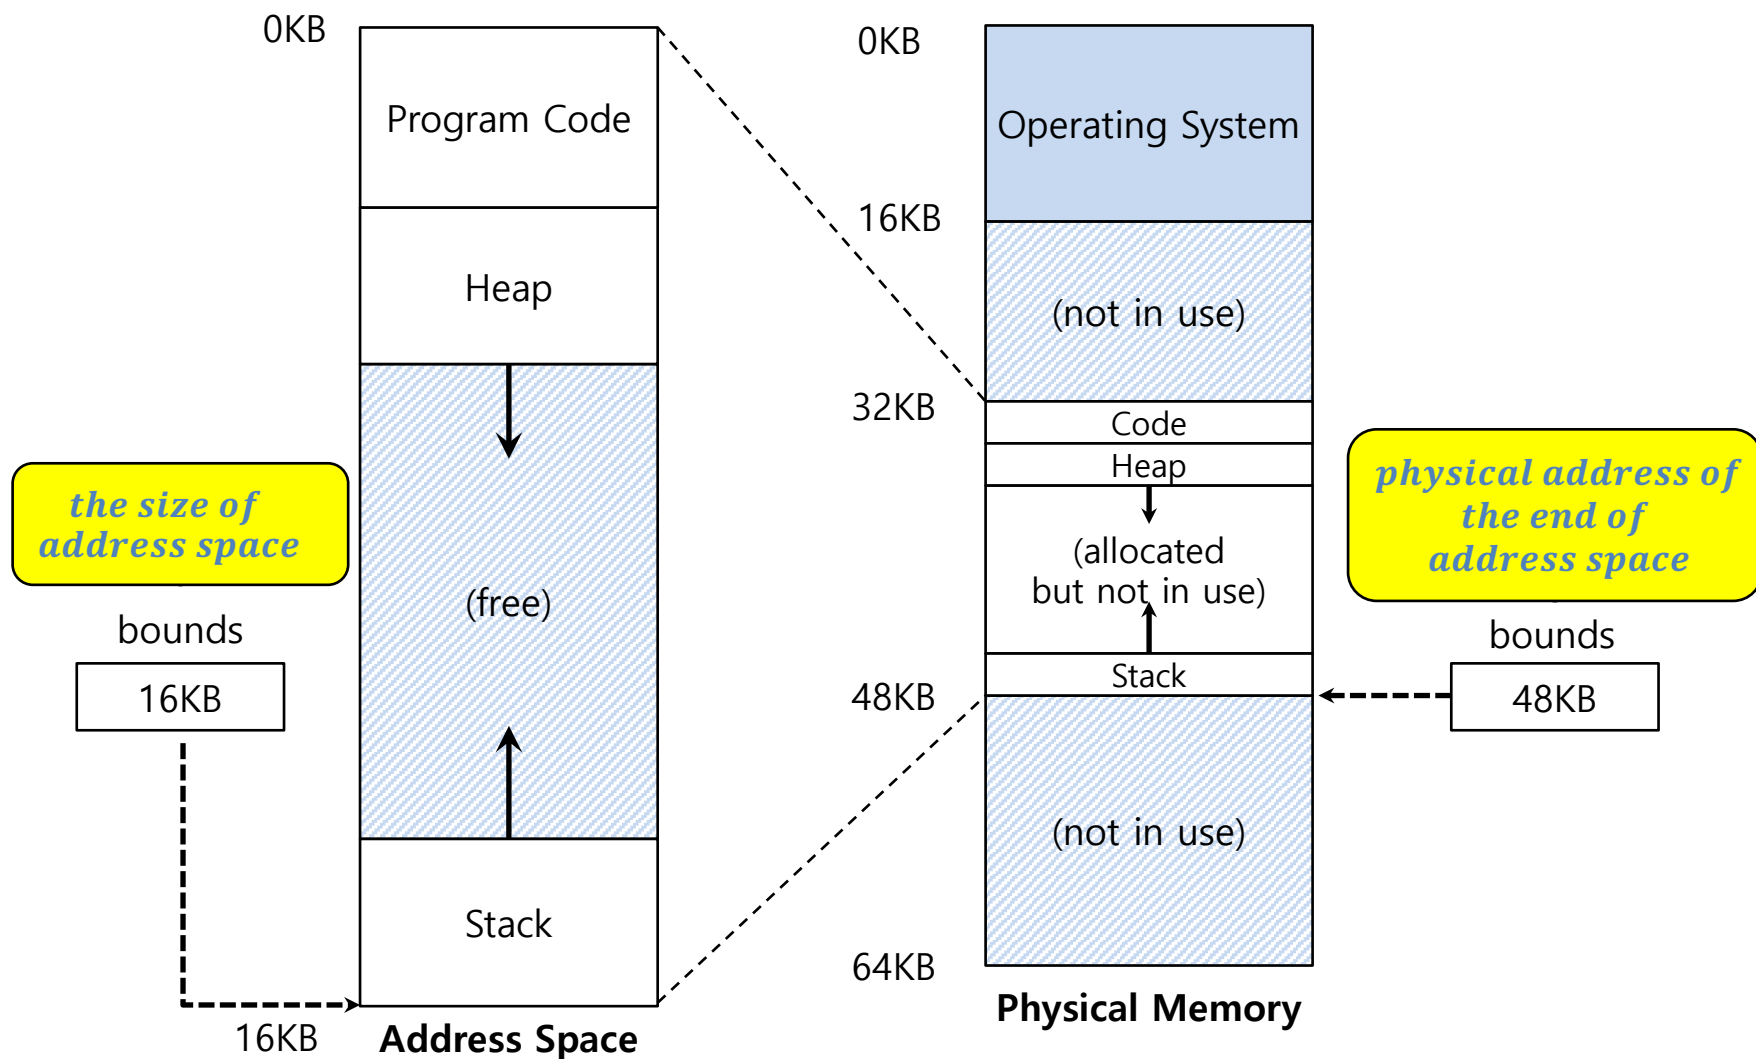 0KB
Program Code
Heap
(free)
Stack
the size of
address space
bounds
16KB
16KB
Address Space
0KB
Operating System
16KB
(not in use)
32KB
Code
Heap
(allocated
but not in use)
Stack
48KB
(not in use)
64KB
Physical Memory
physical address of
the end of
address space
bounds
48KB